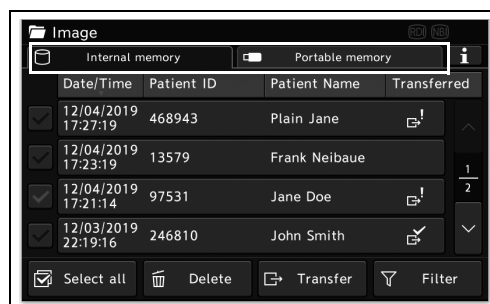 Image RDI NBI
Internal memory Portable memory i
Date/Time Patient ID Patient Name Transferred
12/04/2019
17:27:19 468943 Plain Jane
12/04/2019
17:23:19 13579 Frank Neibaue
12/04/2019
17:21:14 97531 Jane Doe
12/03/2019
22:19:16 246810 John Smith
1
2
Select all Delete Transfer Filter